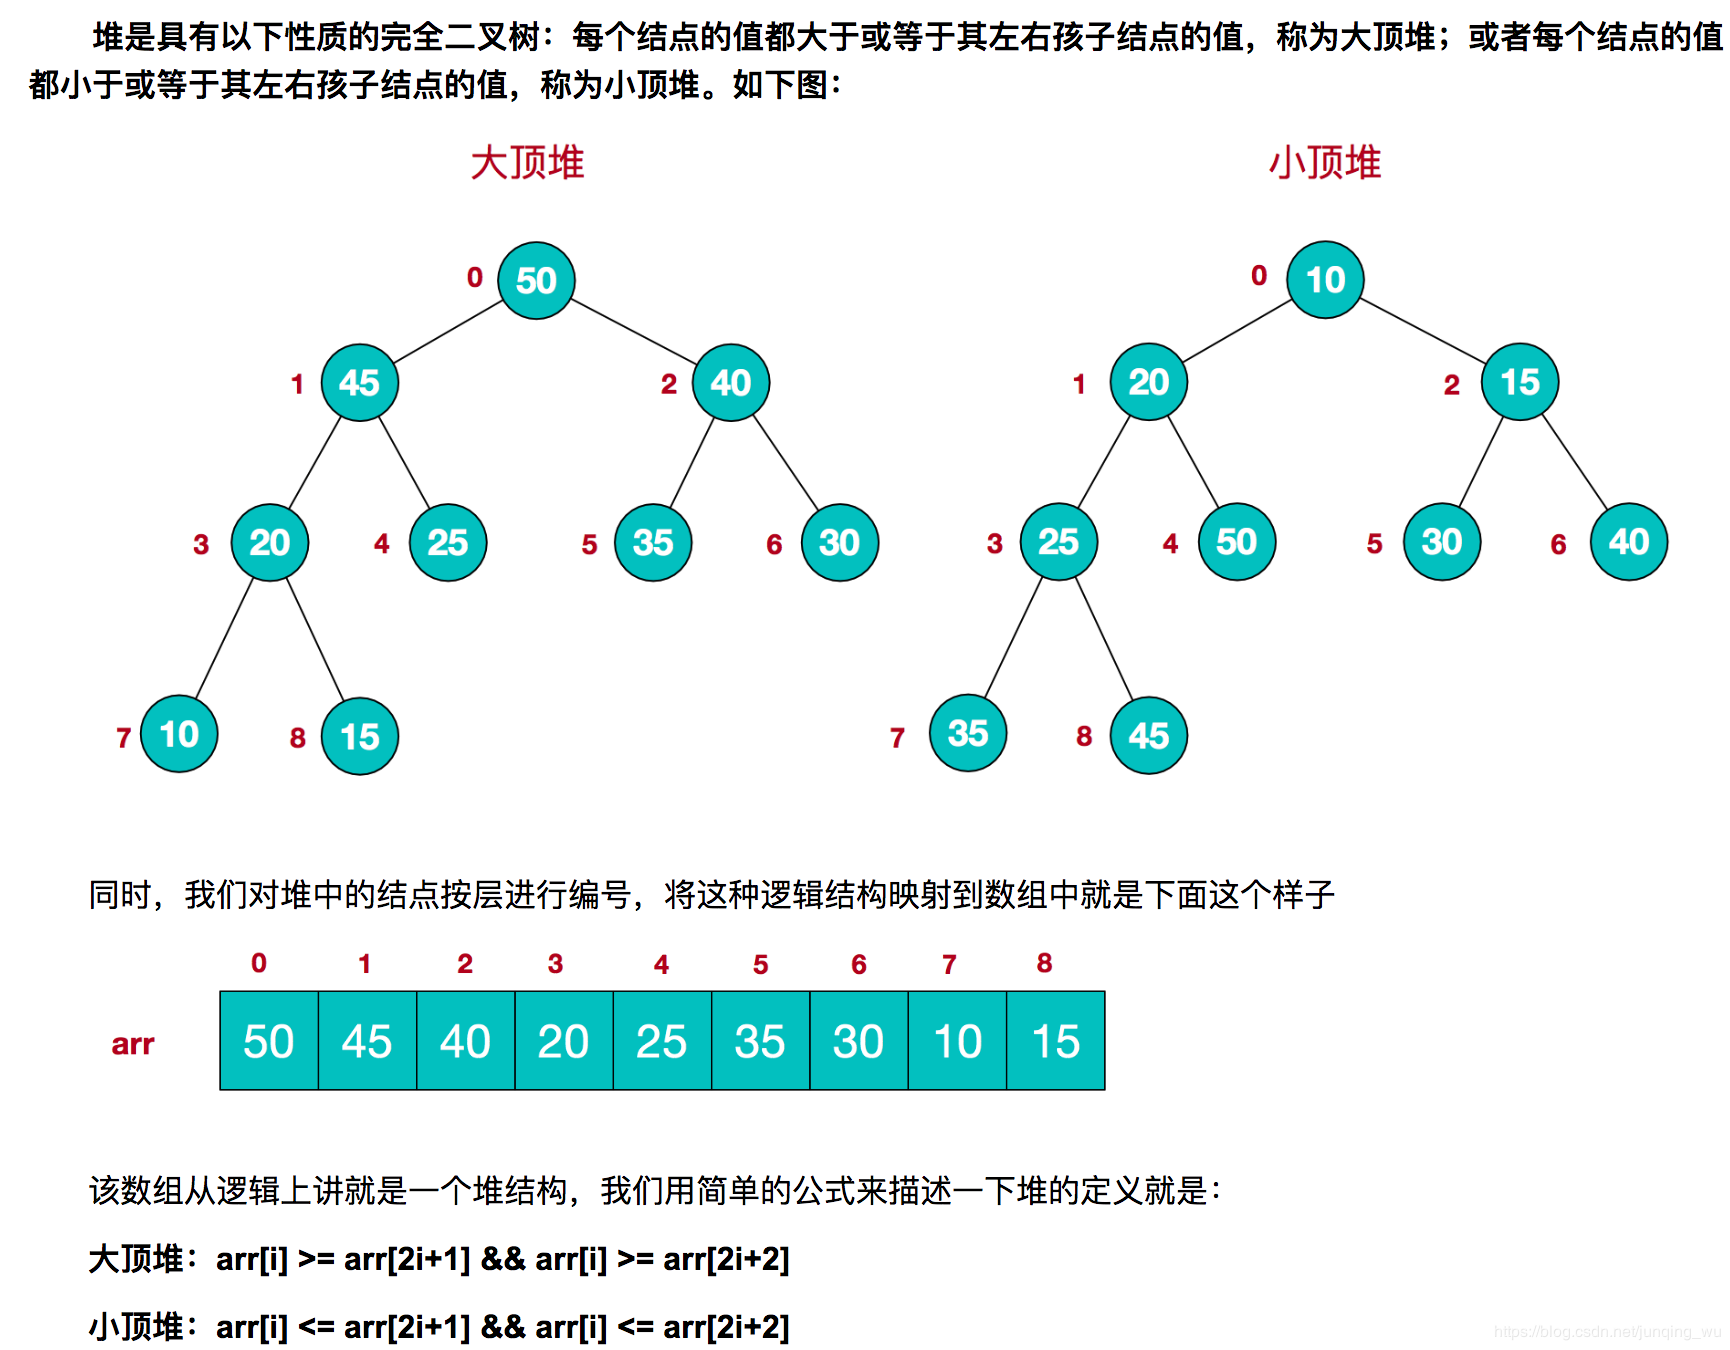 堆是具有以下性质的完全二叉树：每个结点的值都大于或等于其左右孩子结点的值，称为大顶堆；或者每个结点的值
都小于或等于其左右孩子结点的值，称为小顶堆。如下图：
大顶堆 小顶堆
0 50 0 10
1 45 2 40 1 20 2 15
3 20 4 25 5 35 6 30 3 25 4 50 5 30 6 40
7 10 8 15 7 35 8 45
同时，我们对堆中的结点按层进行编号，将这种逻辑结构映射到数组中就是下面这个样子
0 1 2 3 4 5 6 7 8
arr 50 45 40 20 25 35 30 10 15
该数组从逻辑上讲就是一个堆结构，我们用简单的公式来描述一下堆的定义就是：
大顶堆：arr[i] >= arr[2i+1] && arr[i] >= arr[2i+2]
小顶堆：arr[i] <= arr[2i+1] && arr[i] <= arr[2i+2]
https://blog.csdn.net/junqing_wu